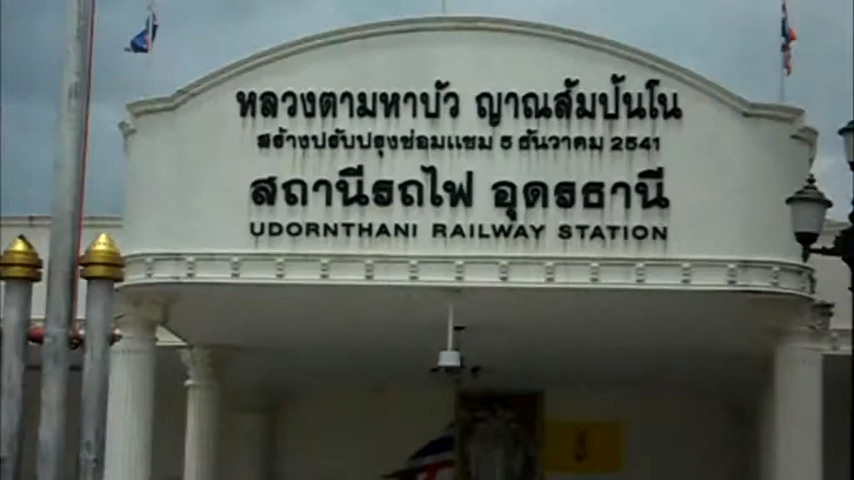 หลวงตามหาบัว ญาณสัมปันโน
สร้างปรับปรุงซ่อมแซม 5 ธันวาคม 2541
สถานีรถไฟ อุดรธานี
UDORNTHANI RAILWAY STATION